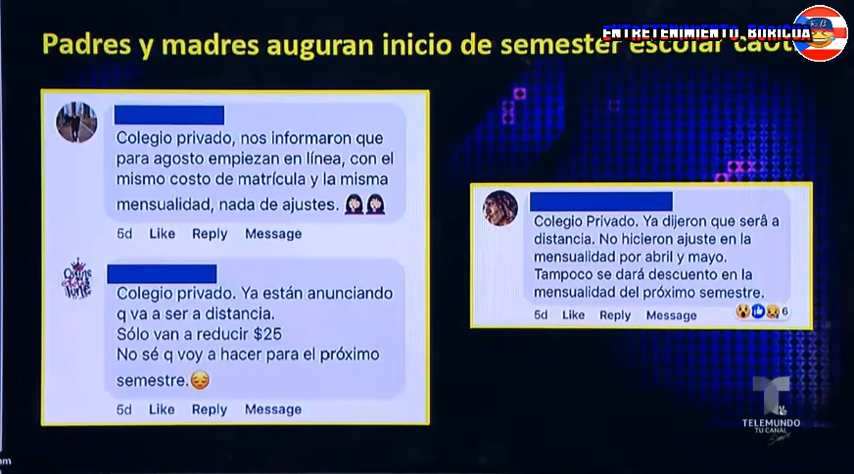 ENTRETENIMIENTO BORICUA
Padres y madres auguran inicio de semester escolar
Colegio privado, nos informaron que
para agosto empiezan en línea, con el
mismo costo de matrícula y la misma
mensualidad, nada de ajustes. 🤦🏻‍♀️🤦🏻‍♀️
5d Like Reply Message
Colegio privado. Ya están anunciando
q va a ser a distancia.
Sólo van a reducir $25
No sé q voy a hacer para el próximo
semestre.😔
5d Like Reply Message
Colegio Privado. Ya dijeron que será a
distancia. No hicieron ajuste en la
mensualidad por abril y mayo.
Tampoco se dará descuento en la
mensualidad del próximo semestre.
5d Like Reply Message 6
TELEMUNDO
TU CANAL